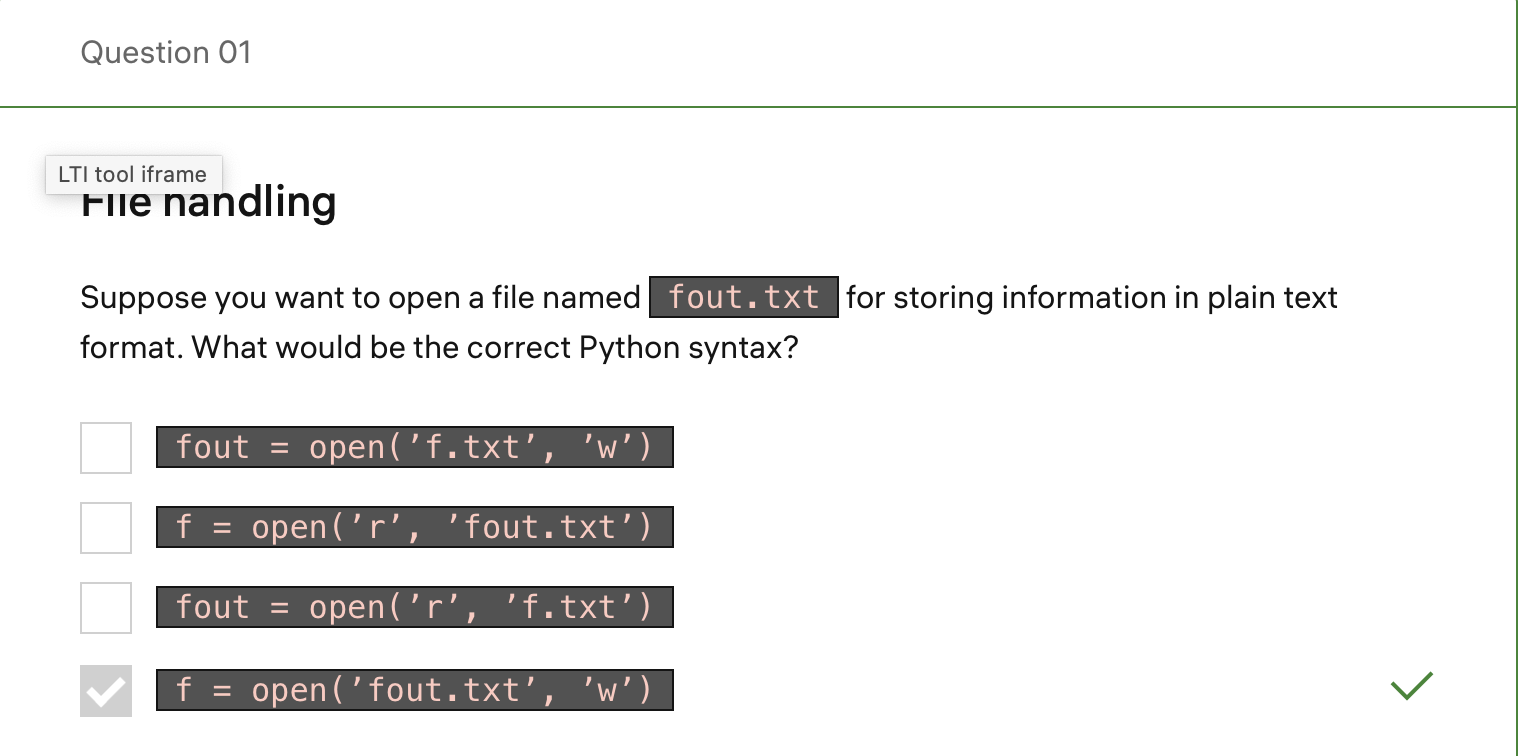 Question 01
LTI tool iframe
File handling
Suppose you want to open a file named fout.txt for storing information in plain text
format. What would be the correct Python syntax?
fout = open(’f.txt’, ’w’)
f = open(’r’, ’fout.txt’)
fout = open(’r’, ’f.txt’)
f = open(’fout.txt’, ’w’)